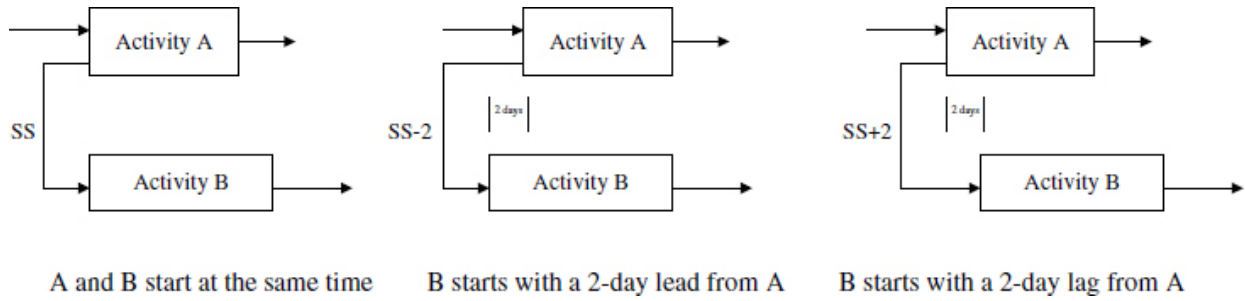 Activity A
Activity A
Activity A
2 days
2 days
SS
SS-2
SS+2
Activity B
Activity B
Activity B
A and B start at the same time
B starts with a 2-day lead from A
B starts with a 2-day lag from A